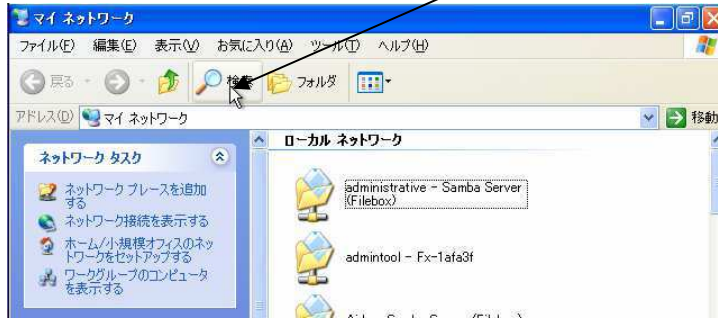 マイ ネットワーク
ファイル(F) 編集(E) 表示(V) お気に入り(A) ツール(T) ヘルプ(H)
戻る 検索 フォルダ
アドレス(D) マイ ネットワーク 移動
ネットワーク タスク
ネットワーク プレースを追加
する
ネットワーク接続を表示する
ホーム/小規模オフィスのネッ
トワークをセットアップする
ワークグループのコンピュータ
を表示する
ローカル ネットワーク
administrative - Samba Server
(Filebox)
admintool - Fx-1afa3f